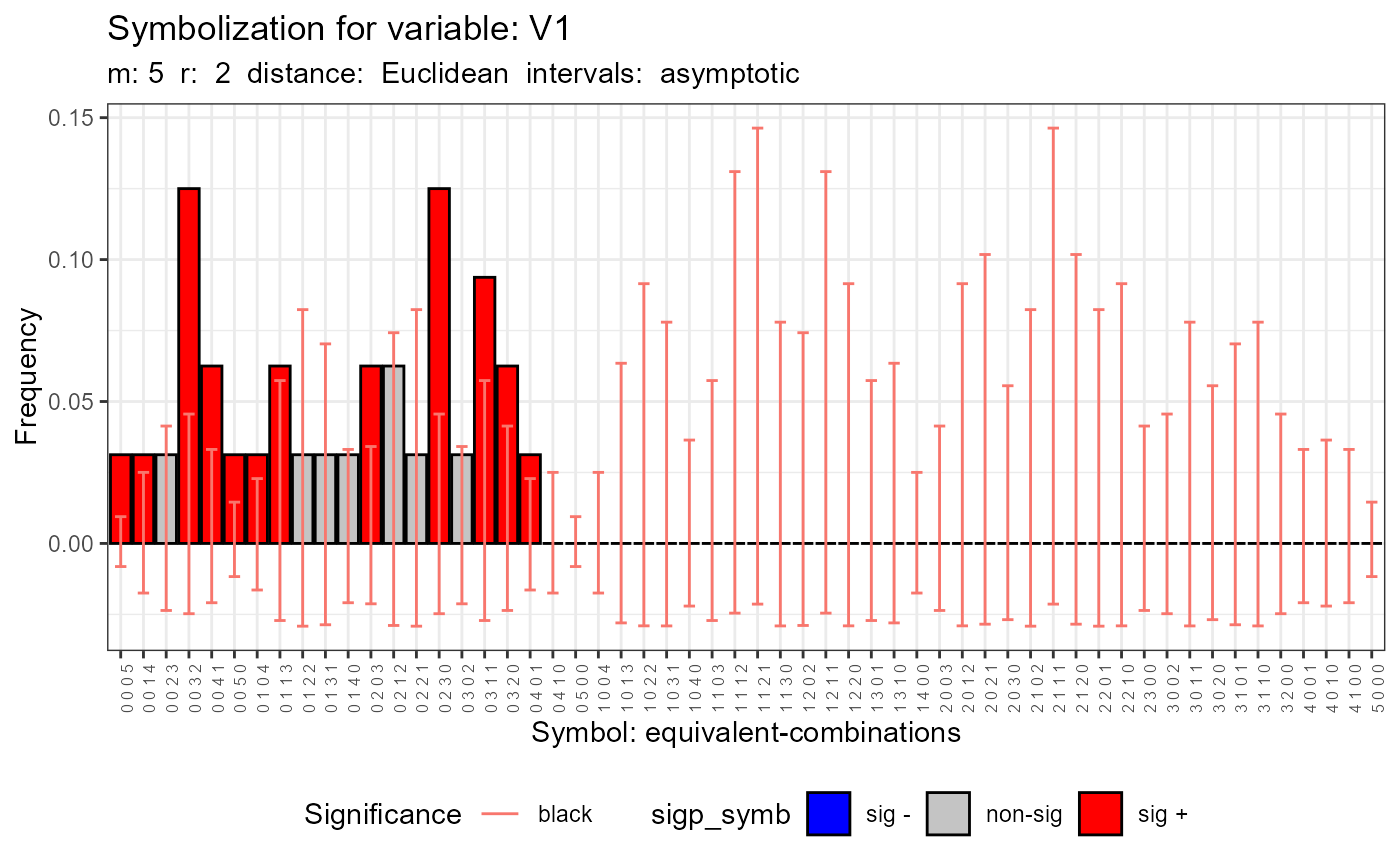 Symbolization for variable: V1
m: 5 r: 2 distance: Euclidean intervals: asymptotic
0.15
0.10
0.05
0.00
Frequency
0 0 0 5
0 0 1 4
0 0 2 3
0 0 3 2
0 0 4 1
0 0 5 0
0 1 0 4
0 1 1 3
0 1 2 2
0 1 3 1
0 1 4 0
0 2 0 3
0 2 1 2
0 2 2 1
0 2 3 0
0 3 0 2
0 3 1 1
0 3 2 0
0 4 0 1
0 4 1 0
0 5 0 0
1 0 0 4
1 0 1 3
1 0 2 2
1 0 3 1
1 0 4 0
1 1 0 3
1 1 1 2
1 1 2 1
1 1 3 0
1 2 0 2
1 2 1 1
1 2 2 0
1 3 0 1
1 3 1 0
1 4 0 0
2 0 0 3
2 0 1 2
2 0 2 1
2 0 3 0
2 1 0 2
2 1 1 1
2 1 2 0
2 2 0 1
2 2 1 0
2 3 0 0
3 0 0 2
3 0 1 1
3 0 2 0
3 1 0 1
3 1 1 0
3 2 0 0
4 0 0 1
4 0 1 0
4 1 0 0
5 0 0 0
Symbol: equivalent-combinations
Significance black sigp_symb sig - non-sig sig +